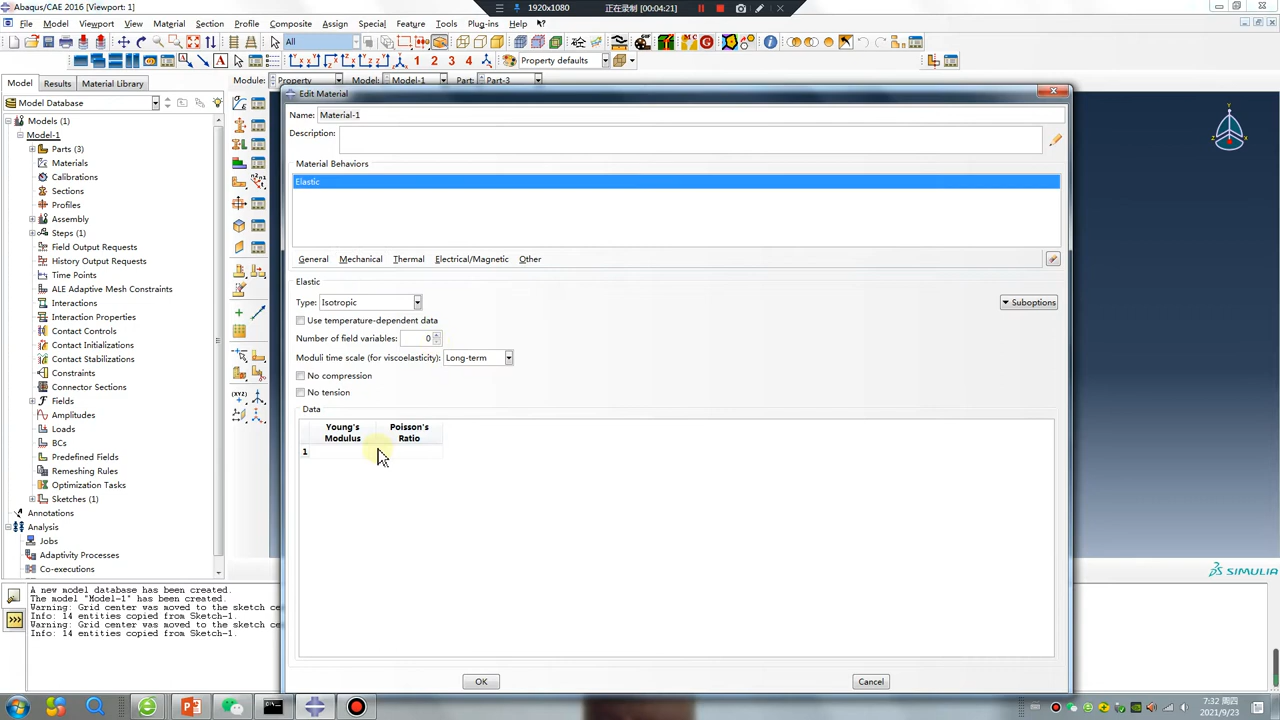 Abaqus/CAE 2016 [Viewport: 1]
1920x1080
正在录制 [00:04:21]
File Model Viewport View Material Section Profile Composite Assign Special Feature Tools Plug-ins Help
All
1 2 3 4
Property defaults
Model Results Material Library
Module: Property Model: Model-1 Part: Part-3
Model Database
Models (1)
Model-1
Parts (3)
Materials
Calibrations
Sections
Profiles
Assembly
Steps (1)
Field Output Requests
History Output Requests
Time Points
ALE Adaptive Mesh Constraints
Interactions
Interaction Properties
Contact Controls
Contact Initializations
Contact Stabilizations
Constraints
Connector Sections
Fields
Amplitudes
Loads
BCs
Predefined Fields
Remeshing Rules
Optimization Tasks
Sketches (1)
Annotations
Analysis
Jobs
Adaptivity Processes
Co-executions
Edit Material
Name: Material-1
Description:
Material Behaviors
Elastic
General Mechanical Thermal Electrical/Magnetic Other
Elastic
Type: Isotropic
Suboptions
Use temperature-dependent data
Number of field variables: 0
Moduli time scale (for viscoelasticity): Long-term
No compression
No tension
Data
Young's Modulus
Poisson's Ratio
1
OK Cancel
SIMULIA
A new model database has been created.
The model "Model-1" has been created.
Warning: Grid center was moved to the sketch ce
Info: 14 entities copied from Sketch-1.
Warning: Grid center was moved to the sketch ce
Info: 14 entities copied from Sketch-1.
7:32 周四
2021/9/23